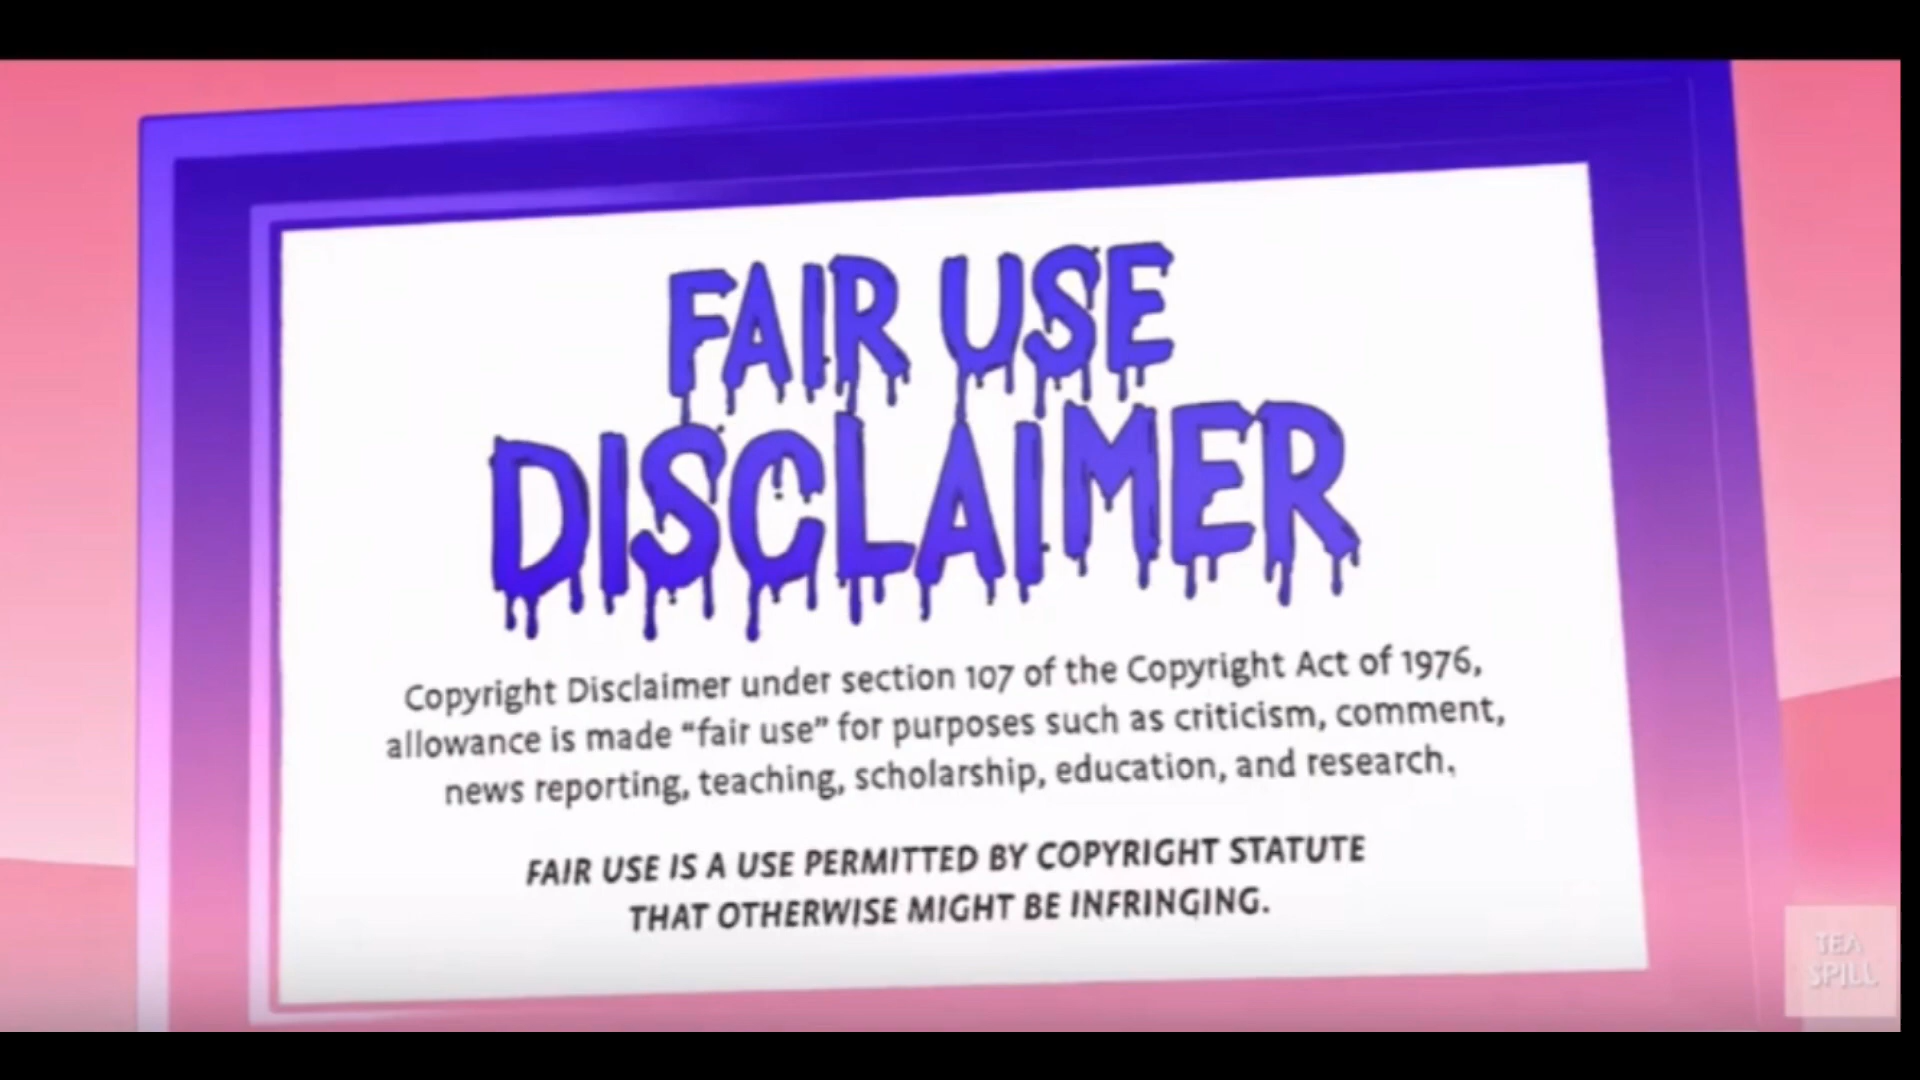 FAIR USE
DISCLAIMER
Copyright Disclaimer under section 107 of the Copyright Act of 1976,
allowance is made “fair use” for purposes such as criticism, comment,
news reporting, teaching, scholarship, education, and research.
FAIR USE IS A USE PERMITTED BY COPYRIGHT STATUTE
THAT OTHERWISE MIGHT BE INFRINGING.
TEA
SPILL